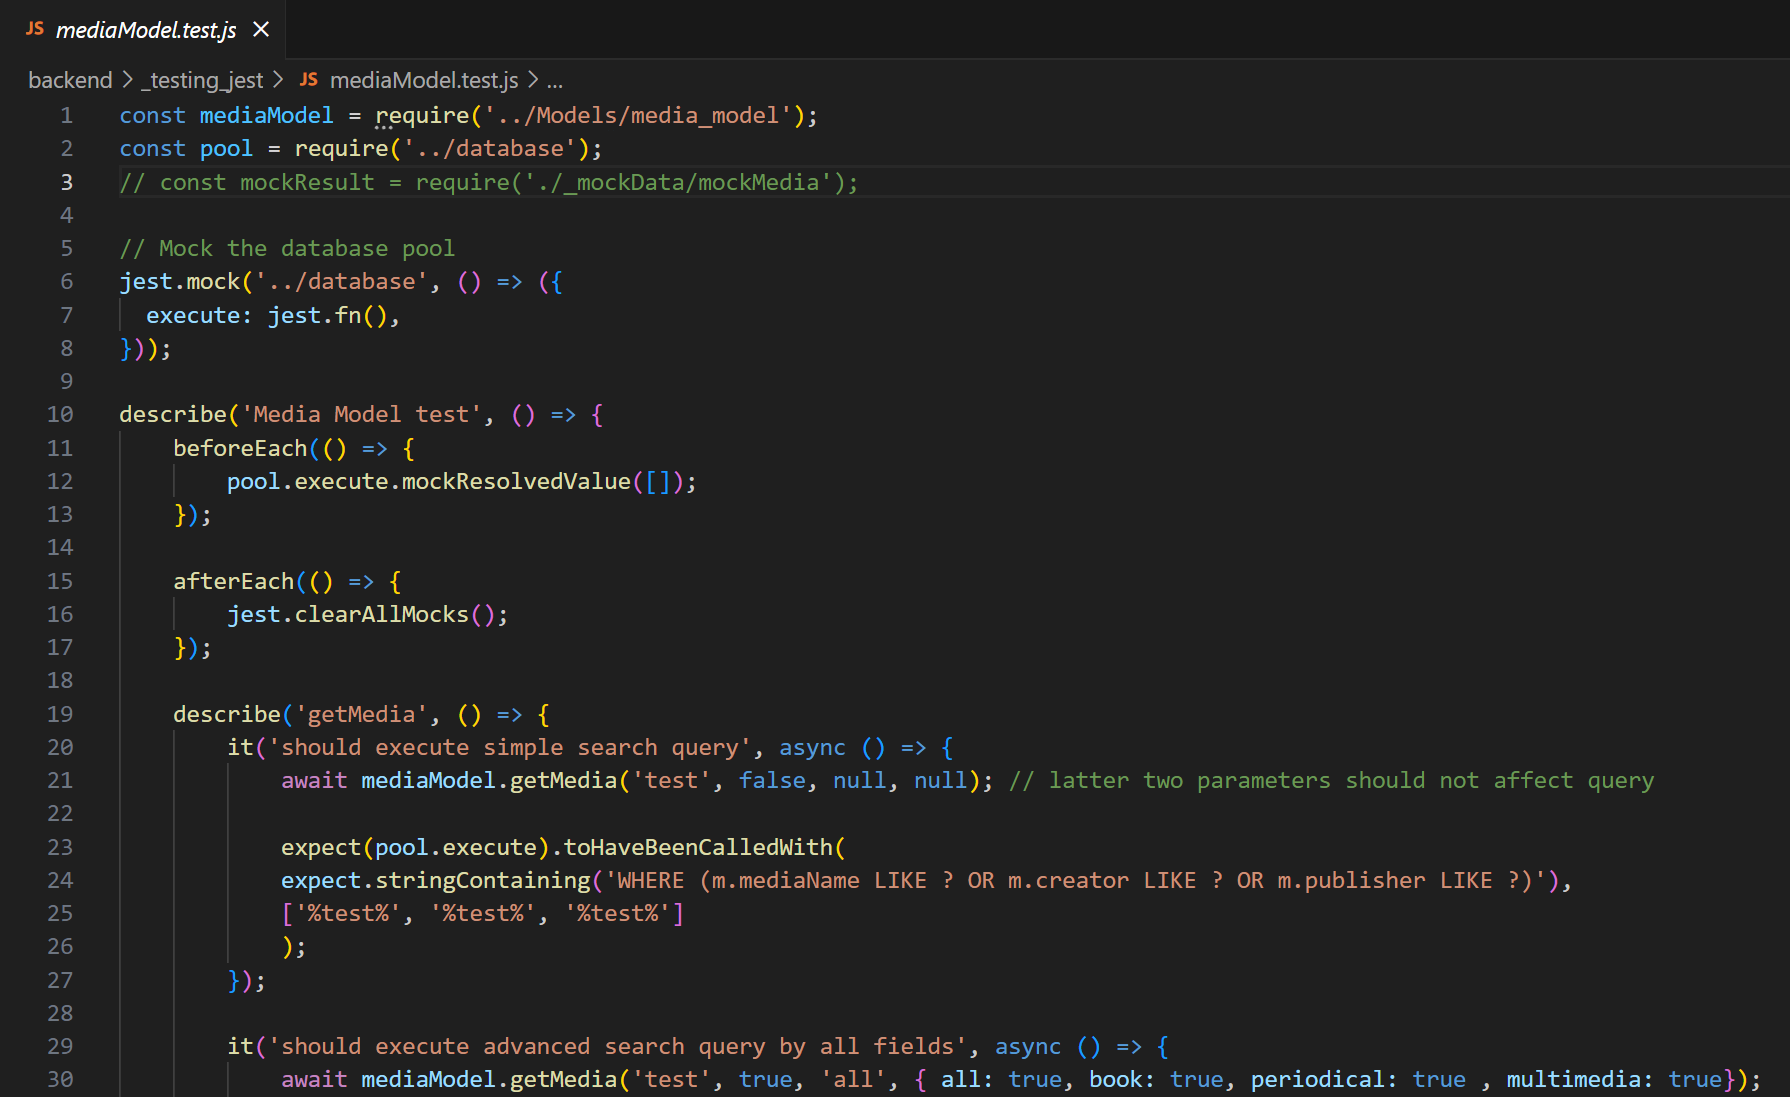 JS mediaModel.test.js ×
backend > _testing_jest > JS mediaModel.test.js > ...
1 const mediaModel = require('../Models/media_model');
2 const pool = require('../database');
3 // const mockResult = require('./_mockData/mockMedia');
4
5 // Mock the database pool
6 jest.mock('../database', () => ({
7   execute: jest.fn(),
8 }));
9
10 describe('Media Model test', () => {
11     beforeEach(() => {
12         pool.execute.mockResolvedValue([]);
13     });
14
15     afterEach(() => {
16         jest.clearAllMocks();
17     });
18
19     describe('getMedia', () => {
20         it('should execute simple search query', async () => {
21             await mediaModel.getMedia('test', false, null, null); // latter two parameters should not affect query
22
23             expect(pool.execute).toHaveBeenCalledWith(
24             expect.stringContaining('WHERE (m.mediaName LIKE ? OR m.creator LIKE ? OR m.publisher LIKE ?)'),
25             ['%test%', '%test%', '%test%']
26             );
27         });
28
29         it('should execute advanced search query by all fields', async () => {
30             await mediaModel.getMedia('test', true, 'all', { all: true, book: true, periodical: true , multimedia: true});